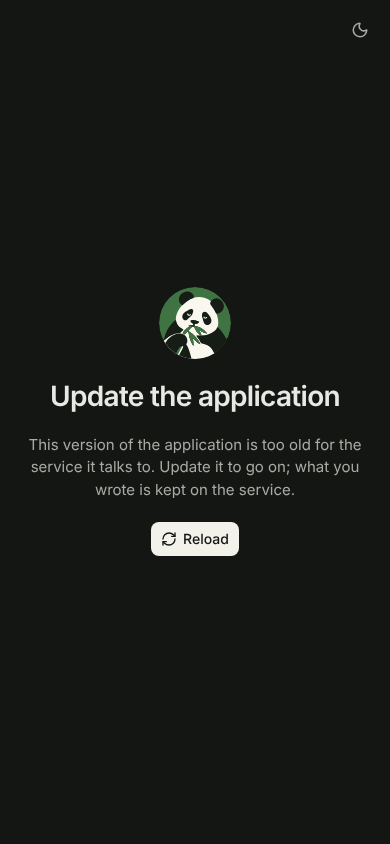 Update the application
This version of the application is too old for the
service it talks to. Update it to go on; what you
wrote is kept on the service.
Reload